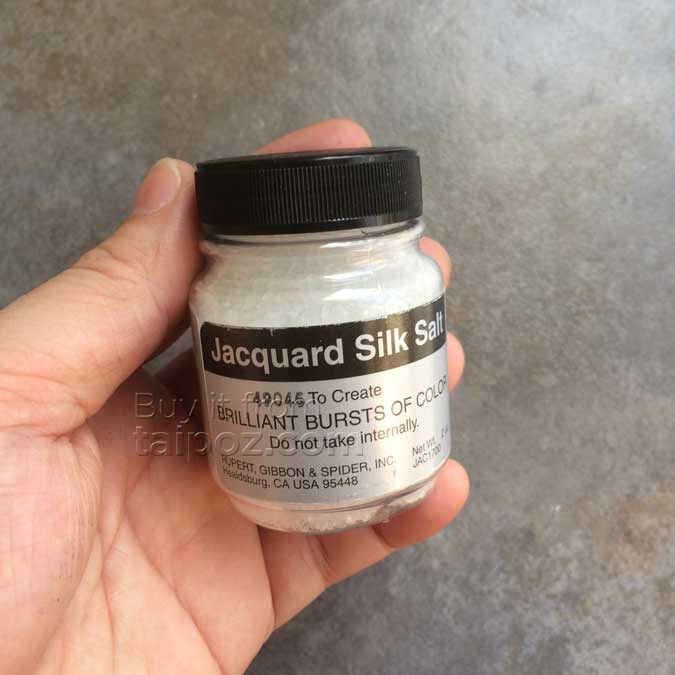 Jacquard Silk Salt
49045 To Create
BRILLIANT BURSTS OF COLOR
Do not take internally.
RUPERT, GIBBON & SPIDER, INC.
Healdsburg, CA USA 95448
Net Wt.
JAC1700
Buy it from
taipoz.com